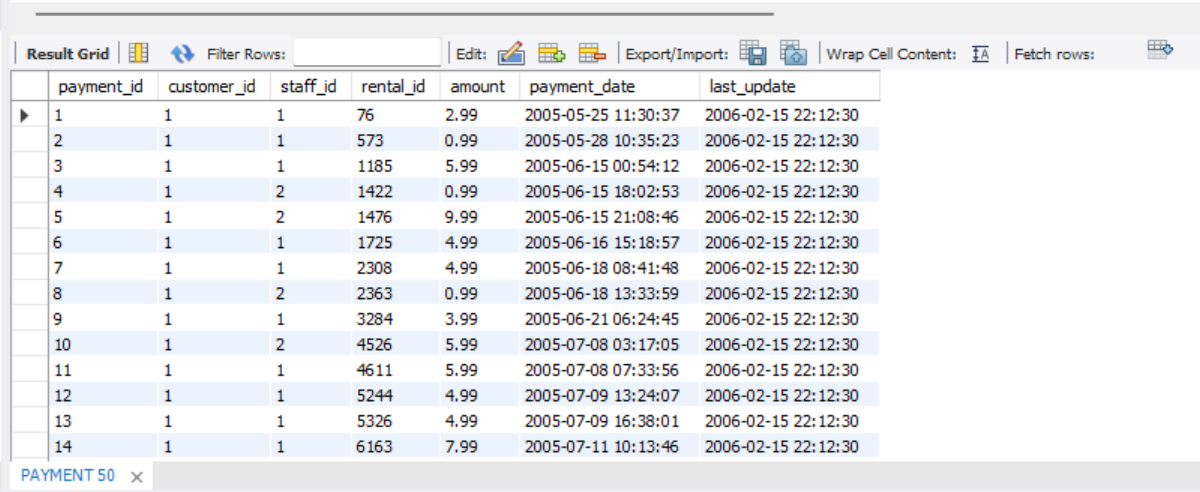 Result Grid Filter Rows: Edit: Export/Import: Wrap Cell Content: IA Fetch rows:
payment_id customer_id staff_id rental_id amount payment_date last_update
1 1 1 76 2.99 2005-05-25 11:30:37 2006-02-15 22:12:30
2 1 1 573 0.99 2005-05-28 10:35:23 2006-02-15 22:12:30
3 1 1 1185 5.99 2005-06-15 00:54:12 2006-02-15 22:12:30
4 1 2 1422 0.99 2005-06-15 18:02:53 2006-02-15 22:12:30
5 1 2 1476 9.99 2005-06-15 21:08:46 2006-02-15 22:12:30
6 1 1 1725 4.99 2005-06-16 15:18:57 2006-02-15 22:12:30
7 1 1 2308 4.99 2005-06-18 08:41:48 2006-02-15 22:12:30
8 1 2 2363 0.99 2005-06-18 13:33:59 2006-02-15 22:12:30
9 1 1 3284 3.99 2005-06-21 06:24:45 2006-02-15 22:12:30
10 1 2 4526 5.99 2005-07-08 03:17:05 2006-02-15 22:12:30
11 1 1 4611 5.99 2005-07-08 07:33:56 2006-02-15 22:12:30
12 1 1 5244 4.99 2005-07-09 13:24:07 2006-02-15 22:12:30
13 1 1 5326 4.99 2005-07-09 16:38:01 2006-02-15 22:12:30
14 1 1 6163 7.99 2005-07-11 10:13:46 2006-02-15 22:12:30
PAYMENT 50